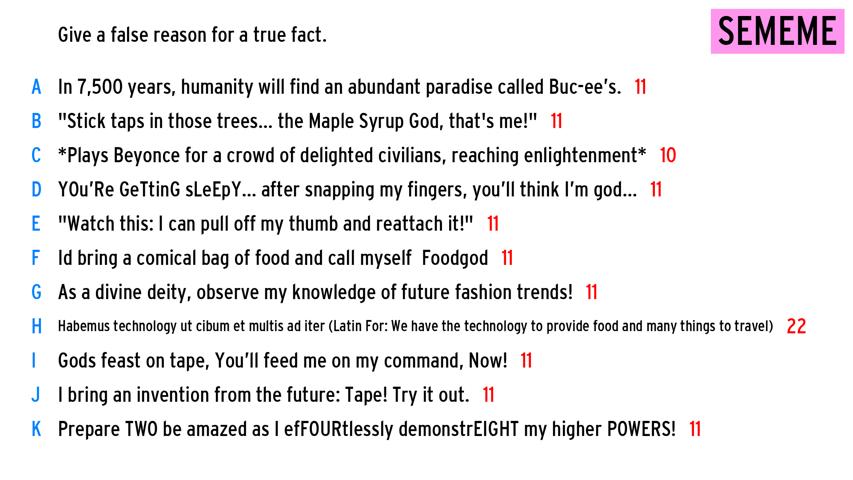 Give a false reason for a true fact.
SEMEME
A In 7,500 years, humanity will find an abundant paradise called Buc-ee's. 11
B "Stick taps in those trees... the Maple Syrup God, that's me!" 11
C *Plays Beyonce for a crowd of delighted civilians, reaching enlightenment* 10
D YOu'Re GeTtinG sLeEpY... after snapping my fingers, you'll think I'm god... 11
E "Watch this: I can pull off my thumb and reattach it!" 11
F Id bring a comical bag of food and call myself  Foodgod 11
G As a divine deity, observe my knowledge of future fashion trends! 11
H Habemus technology ut cibum et multis ad iter (Latin For: We have the technology to provide food and many things to travel) 22
I Gods feast on tape, You'll feed me on my command, Now! 11
J I bring an invention from the future: Tape! Try it out. 11
K Prepare TWO be amazed as I efFOURtlessly demonstrEIGHT my higher POWERS! 11